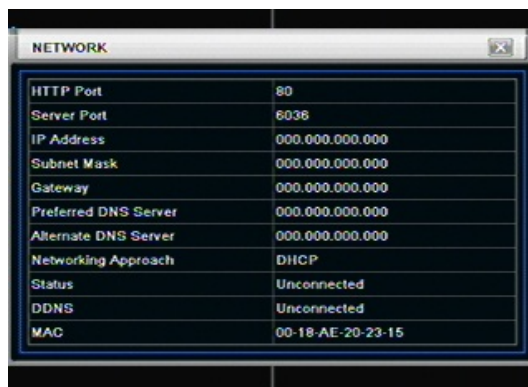 NETWORK
HTTP Port 80
Server Port 6036
IP Address 000.000.000.000
Subnet Mask 000.000.000.000
Gateway 000.000.000.000
Preferred DNS Server 000.000.000.000
Alternate DNS Server 000.000.000.000
Networking Approach DHCP
Status Unconnected
DDNS Unconnected
MAC 00-18-AE-20-23-15